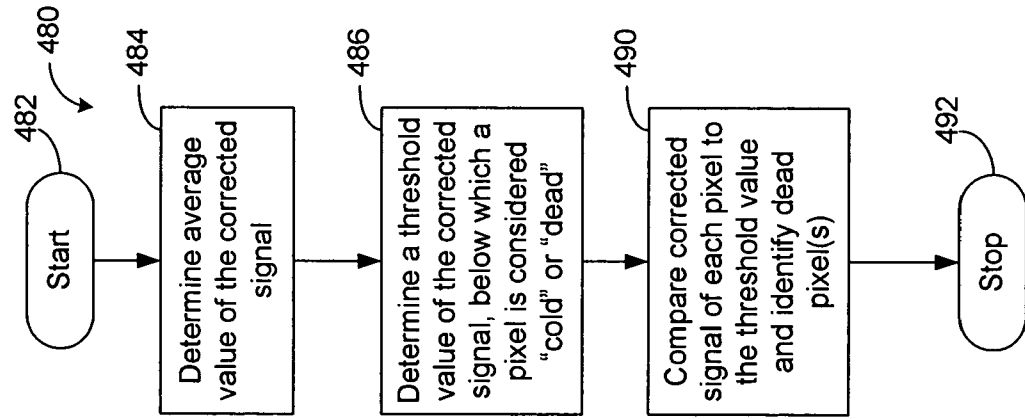 480
482
Start
484
Determine average
value of the corrected
signal
486
Determine a threshold
value of the corrected
signal, below which a
pixel is considered
“cold” or “dead”
490
Compare corrected
signal of each pixel to
the threshold value
and identify dead
pixel(s)
492
Stop